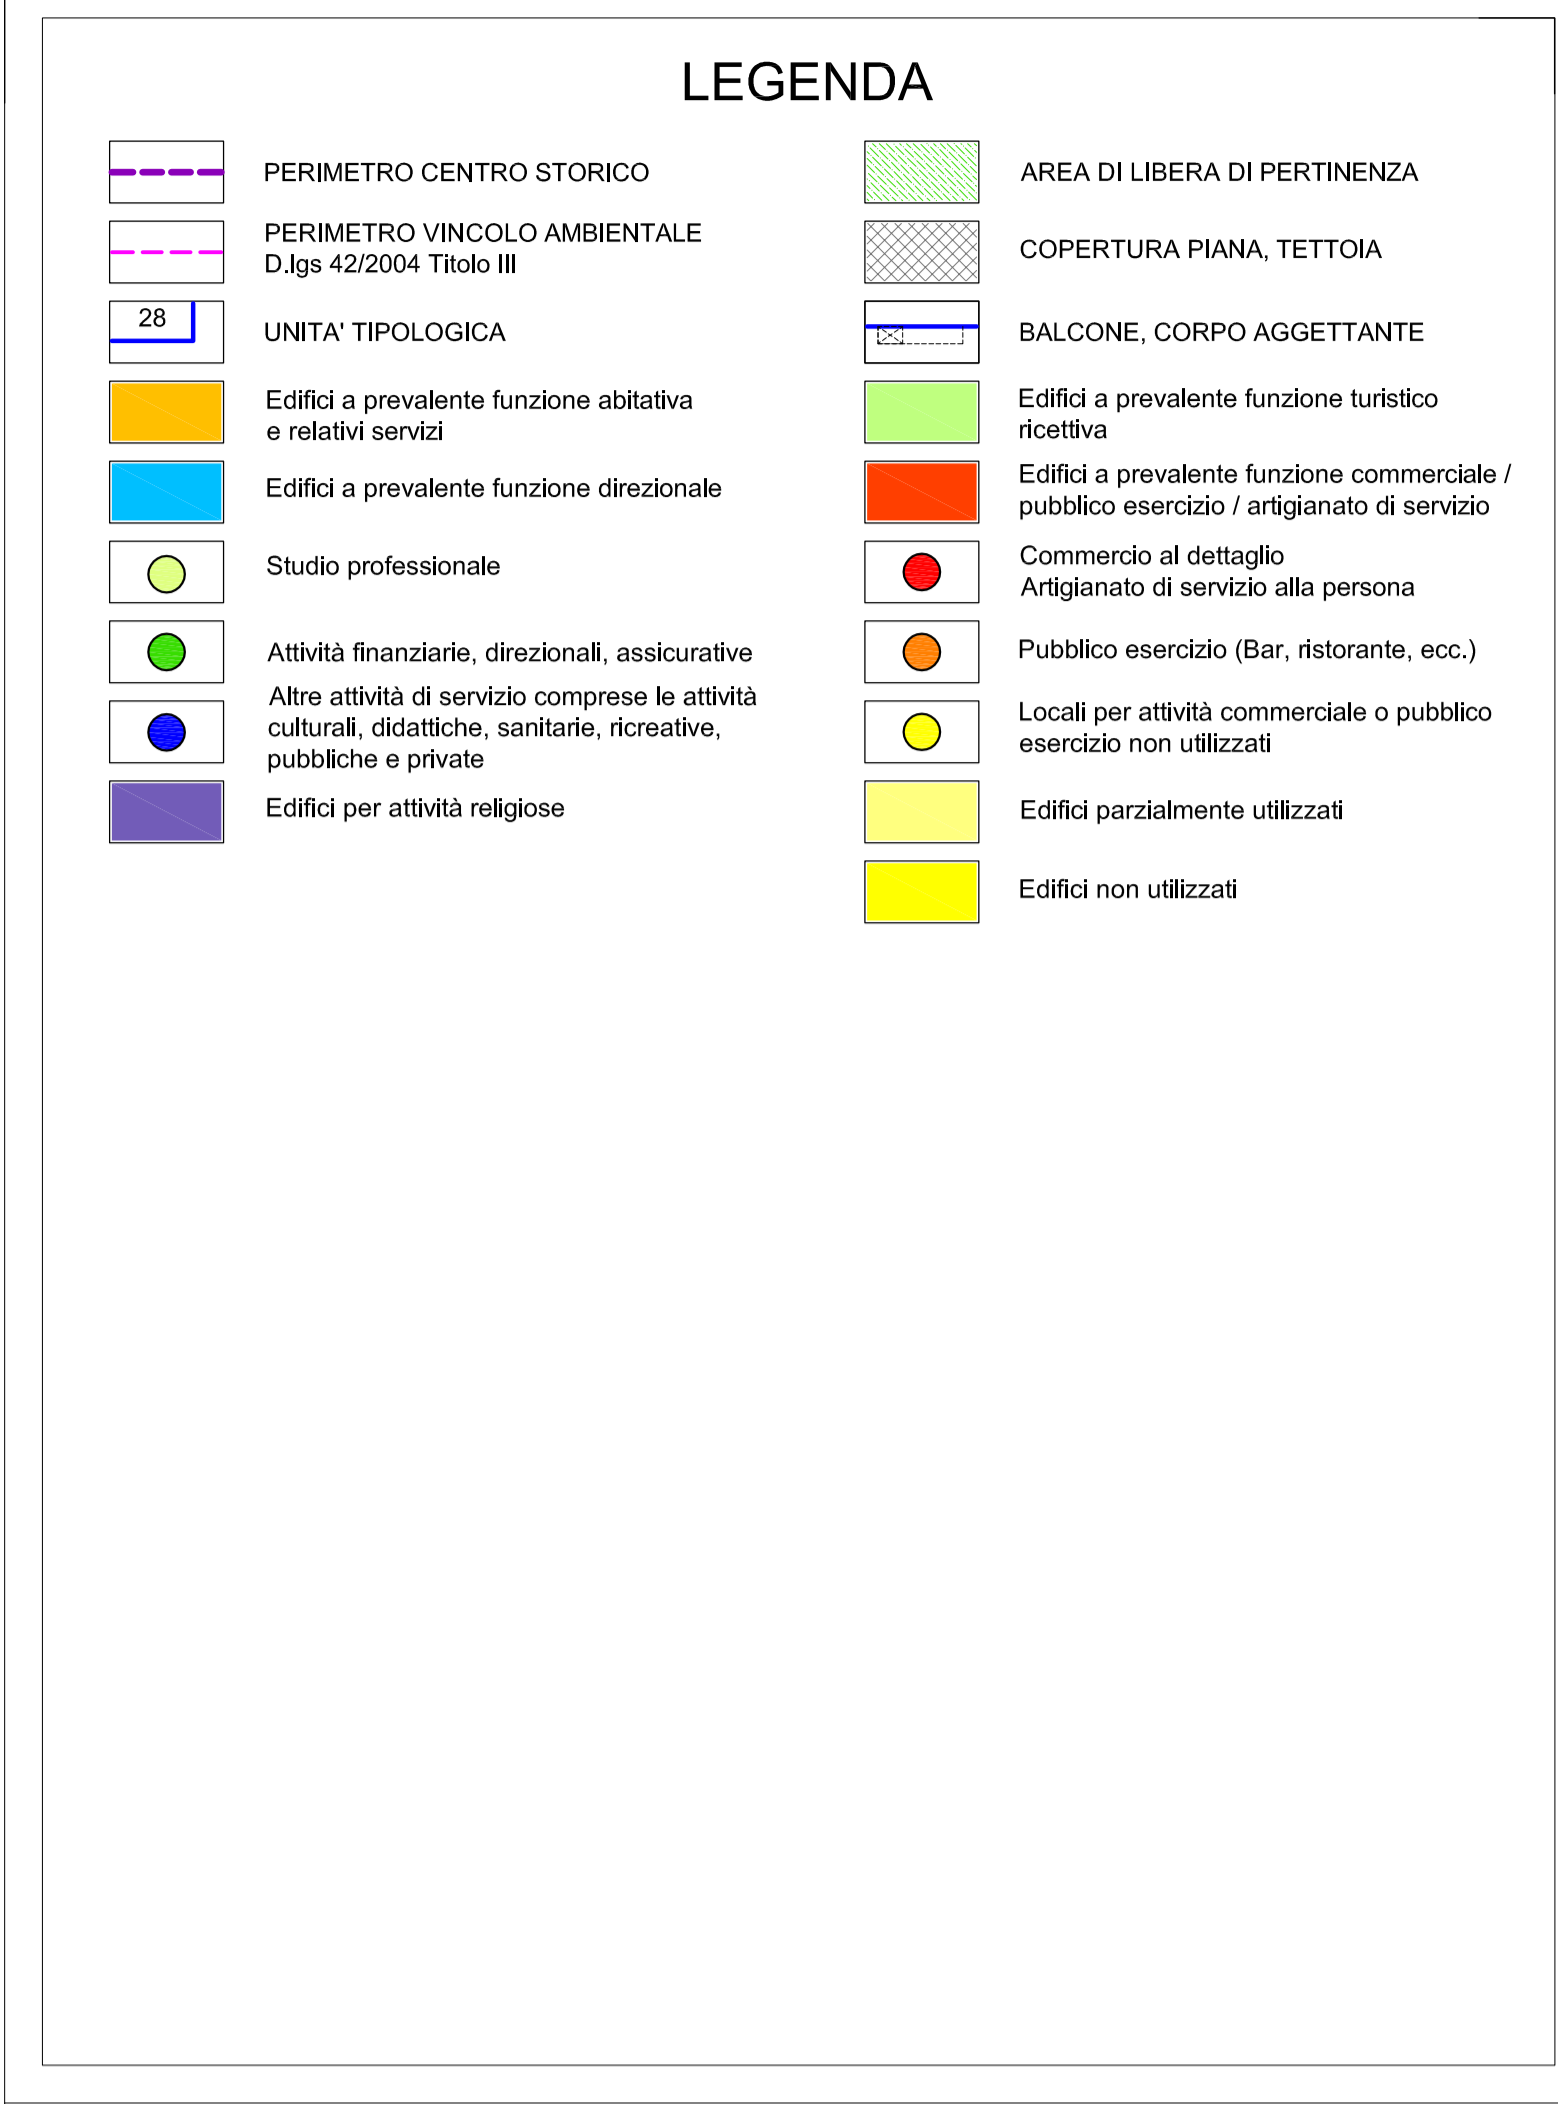 LEGENDA
PERIMETRO CENTRO STORICO
PERIMETRO VINCOLO AMBIENTALE
D.lgs 42/2004 Titolo III
28
UNITA' TIPOLOGICA
Edifici a prevalente funzione abitativa
e relativi servizi
Edifici a prevalente funzione direzionale
Studio professionale
Attività finanziarie, direzionali, assicurative
Altre attività di servizio comprese le attività
culturali, didattiche, sanitarie, ricreative,
pubbliche e private
Edifici per attività religiose
AREA DI LIBERA DI PERTINENZA
COPERTURA PIANA, TETTOIA
BALCONE, CORPO AGGETTANTE
Edifici a prevalente funzione turistico
ricettiva
Edifici a prevalente funzione commerciale /
pubblico esercizio / artigianato di servizio
Commercio al dettaglio
Artigianato di servizio alla persona
Pubblico esercizio (Bar, ristorante, ecc.)
Locali per attività commerciale o pubblico
esercizio non utilizzati
Edifici parzialmente utilizzati
Edifici non utilizzati